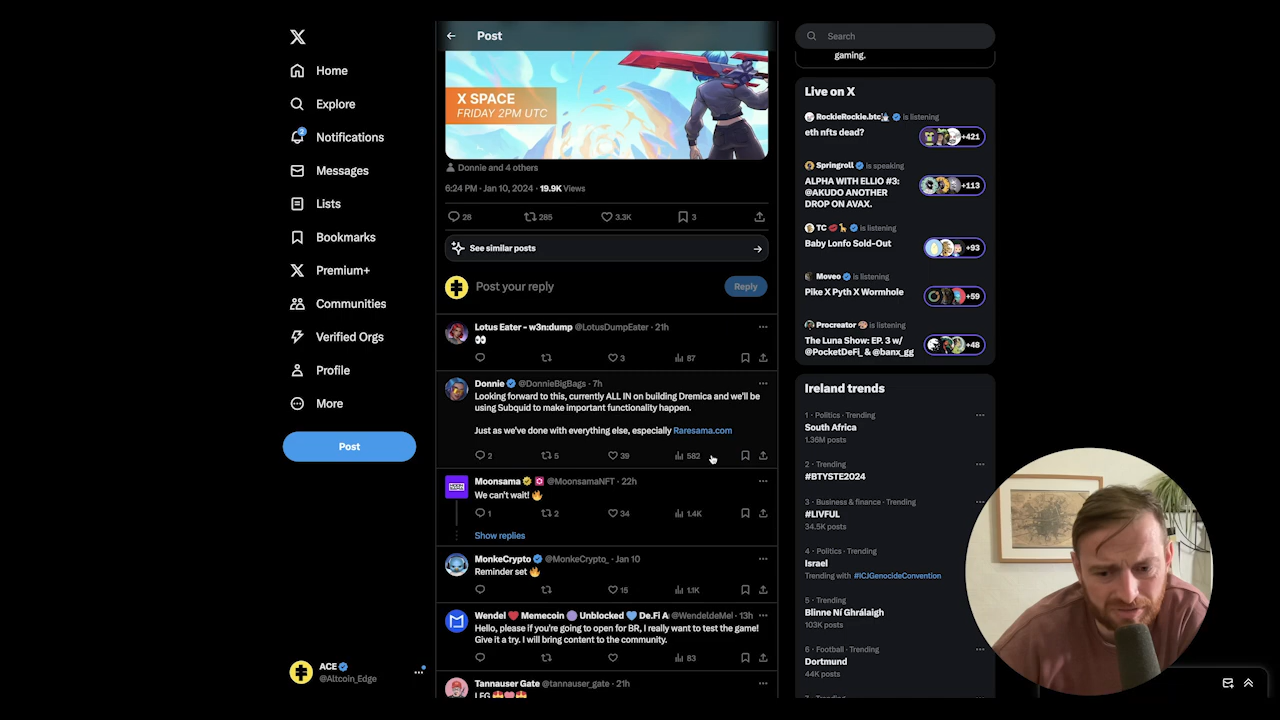 Post
X SPACE
FRIDAY 2PM UTC
Donnie and 4 others
6:24 PM · Jan 10, 2024 · 19.9K Views
28 285 3.3K 3
See similar posts
Post your reply
Reply
Lotus Eater - w3n:dump @LotusDumpEater · 21h
3 87
Donnie @DonnieBigBags · 7h
Looking forward to this, currently ALL IN on building Dremica and we'll be
using Subquid to make important functionality happen.
Just as we've done with everything else, especially Raresama.com
2 5 39 582
Moonsama @MoonsamaNFT · 22h
We can't wait! 🔥
1 2 34 1.4K
Show replies
MonkeCrypto @MonkeCrypto_ · Jan 10
Reminder set 🔥
15 1.1K
Wendel ❤️ Memecoin 🟣 Unblocked 💙 De.Fi A @WendeldeMel · 13h
Hello, please if you're going to open for BR, I really want to test the game!
Give it a try. I will bring content to the community.
83
Tannauser Gate @tannauser_gate · 21h
LFG
Home
Explore
2
Notifications
Messages
Lists
Bookmarks
Premium+
Communities
Verified Orgs
Profile
More
Post
ACE
@Altcoin_Edge
Search
gaming.
Live on X
RockieRockie.btc is listening
eth nfts dead?
+421
Springroll is speaking
ALPHA WITH ELLIO #3:
@AKUDO ANOTHER
DROP ON AVAX.
+113
TC is listening
Baby Lonfo Sold-Out
+93
Moveo is listening
Pike X Pyth X Wormhole
+59
Procreator is listening
The Luna Show: EP. 3 w/
@PocketDeFi_ & @banx_gg
+48
Ireland trends
1 · Politics · Trending
South Africa
1.36M posts
2 · Trending
#BTYSTE2024
3 · Business & finance · Trending
#LIVFUL
34.5K posts
4 · Politics · Trending
Israel
Trending with #ICJGenocideConvention
5 · Trending
Blinne Ní Ghrálaigh
103K posts
6 · Football · Trending
Dortmund
44K posts